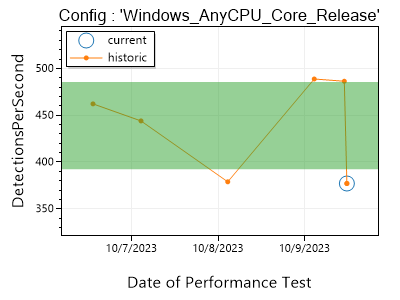 Config : 'Windows_AnyCPU_Core_Release'
current
historic
500
450
400
350
DetectionsPerSecond
10/7/2023
10/8/2023
10/9/2023
Date of Performance Test